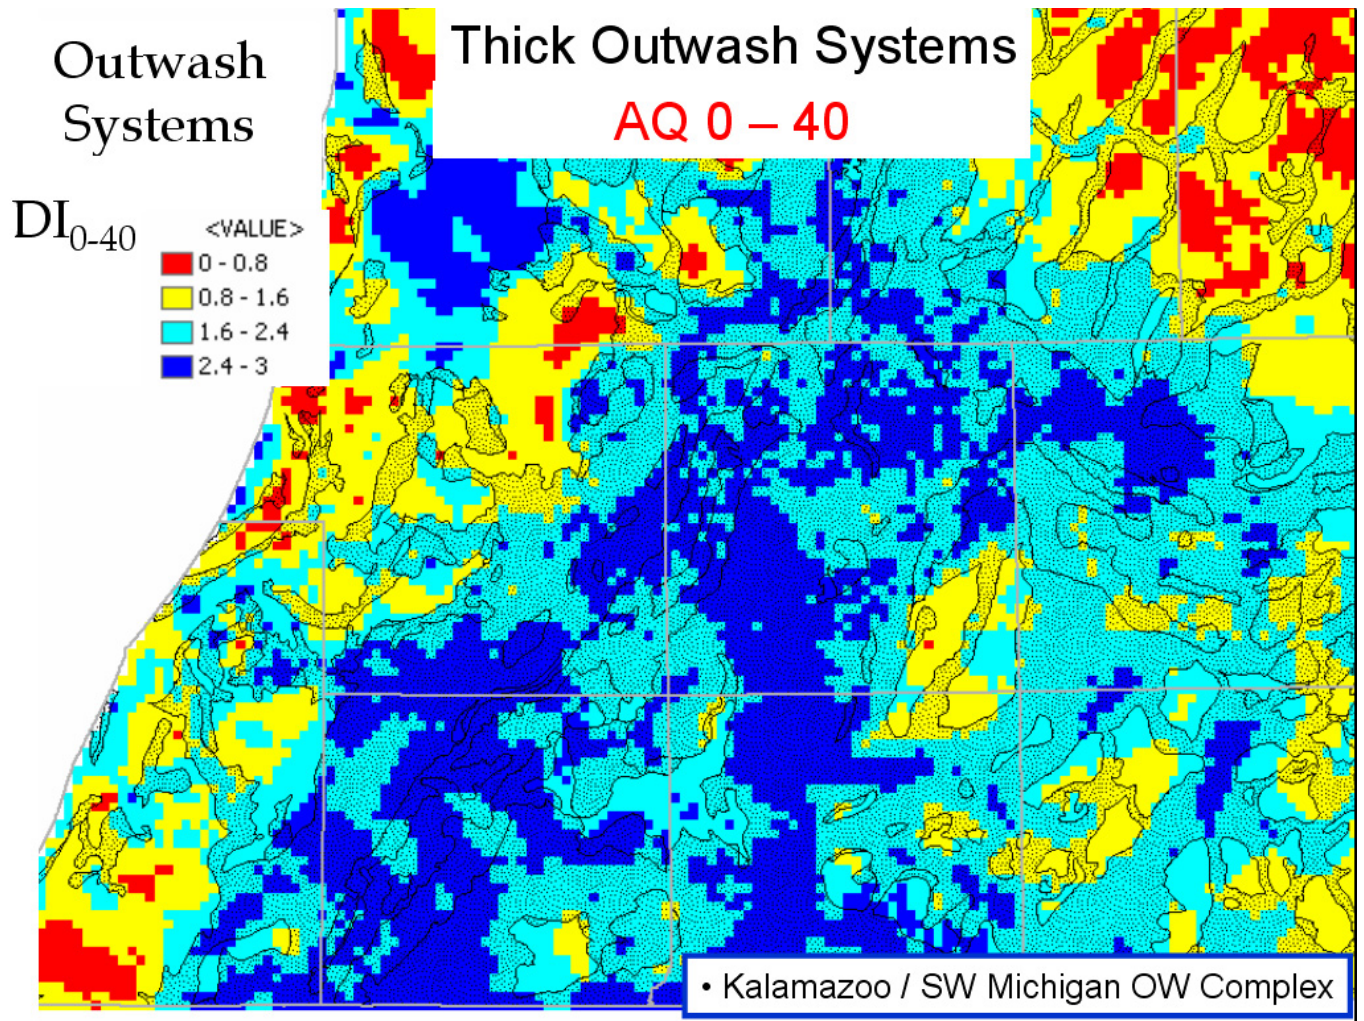 Outwash
Systems
Thick Outwash Systems
AQ 0 – 40
DI0-40
<VALUE>
0 - 0.8
0.8 - 1.6
1.6 - 2.4
2.4 - 3
• Kalamazoo / SW Michigan OW Complex